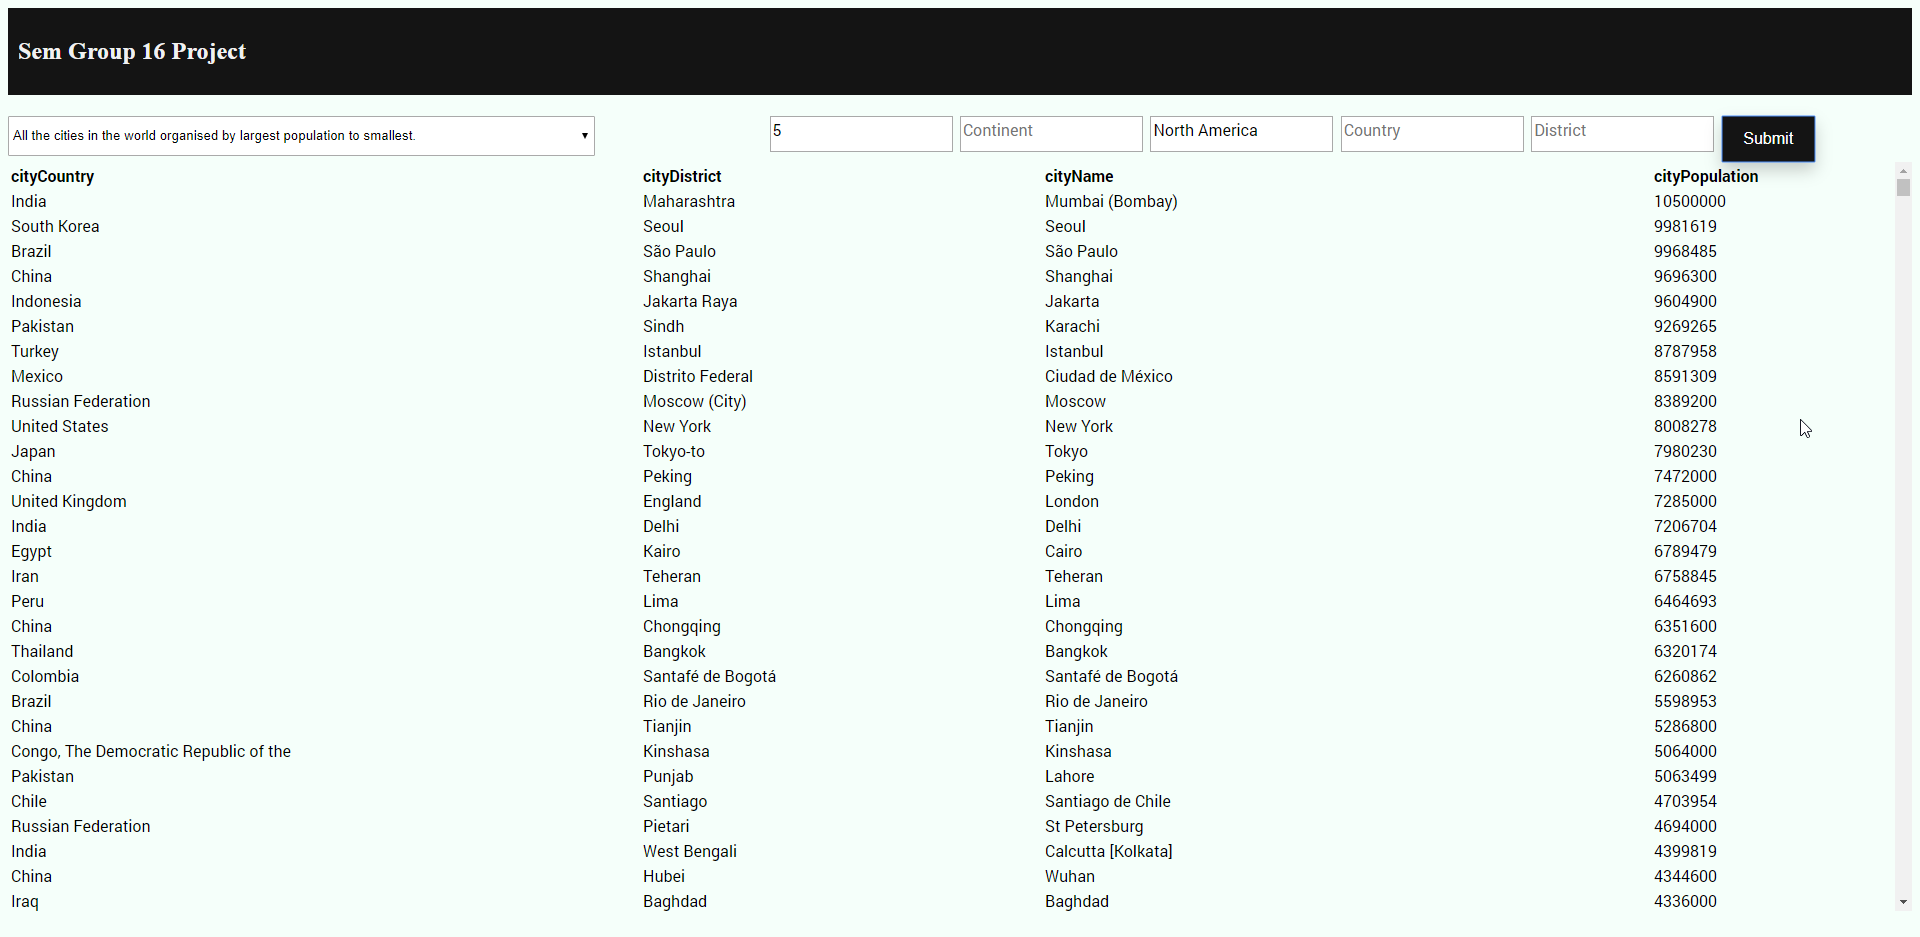 Sem Group 16 Project
All the cities in the world organised by largest population to smallest. 5 Continent North America Country District Submit
cityCountry cityDistrict cityName cityPopulation
India Maharashtra Mumbai (Bombay) 10500000
South Korea Seoul Seoul 9981619
Brazil São Paulo São Paulo 9968485
China Shanghai Shanghai 9696300
Indonesia Jakarta Raya Jakarta 9604900
Pakistan Sindh Karachi 9269265
Turkey Istanbul Istanbul 8787958
Mexico Distrito Federal Ciudad de México 8591309
Russian Federation Moscow (City) Moscow 8389200
United States New York New York 8008278
Japan Tokyo-to Tokyo 7980230
China Peking Peking 7472000
United Kingdom England London 7285000
India Delhi Delhi 7206704
Egypt Kairo Cairo 6789479
Iran Teheran Teheran 6758845
Peru Lima Lima 6464693
China Chongqing Chongqing 6351600
Thailand Bangkok Bangkok 6320174
Colombia Santafé de Bogotá Santafé de Bogotá 6260862
Brazil Rio de Janeiro Rio de Janeiro 5598953
China Tianjin Tianjin 5286800
Congo, The Democratic Republic of the Kinshasa Kinshasa 5064000
Pakistan Punjab Lahore 5063499
Chile Santiago Santiago de Chile 4703954
Russian Federation Pietari St Petersburg 4694000
India West Bengali Calcutta [Kolkata] 4399819
China Hubei Wuhan 4344600
Iraq Baghdad Baghdad 4336000